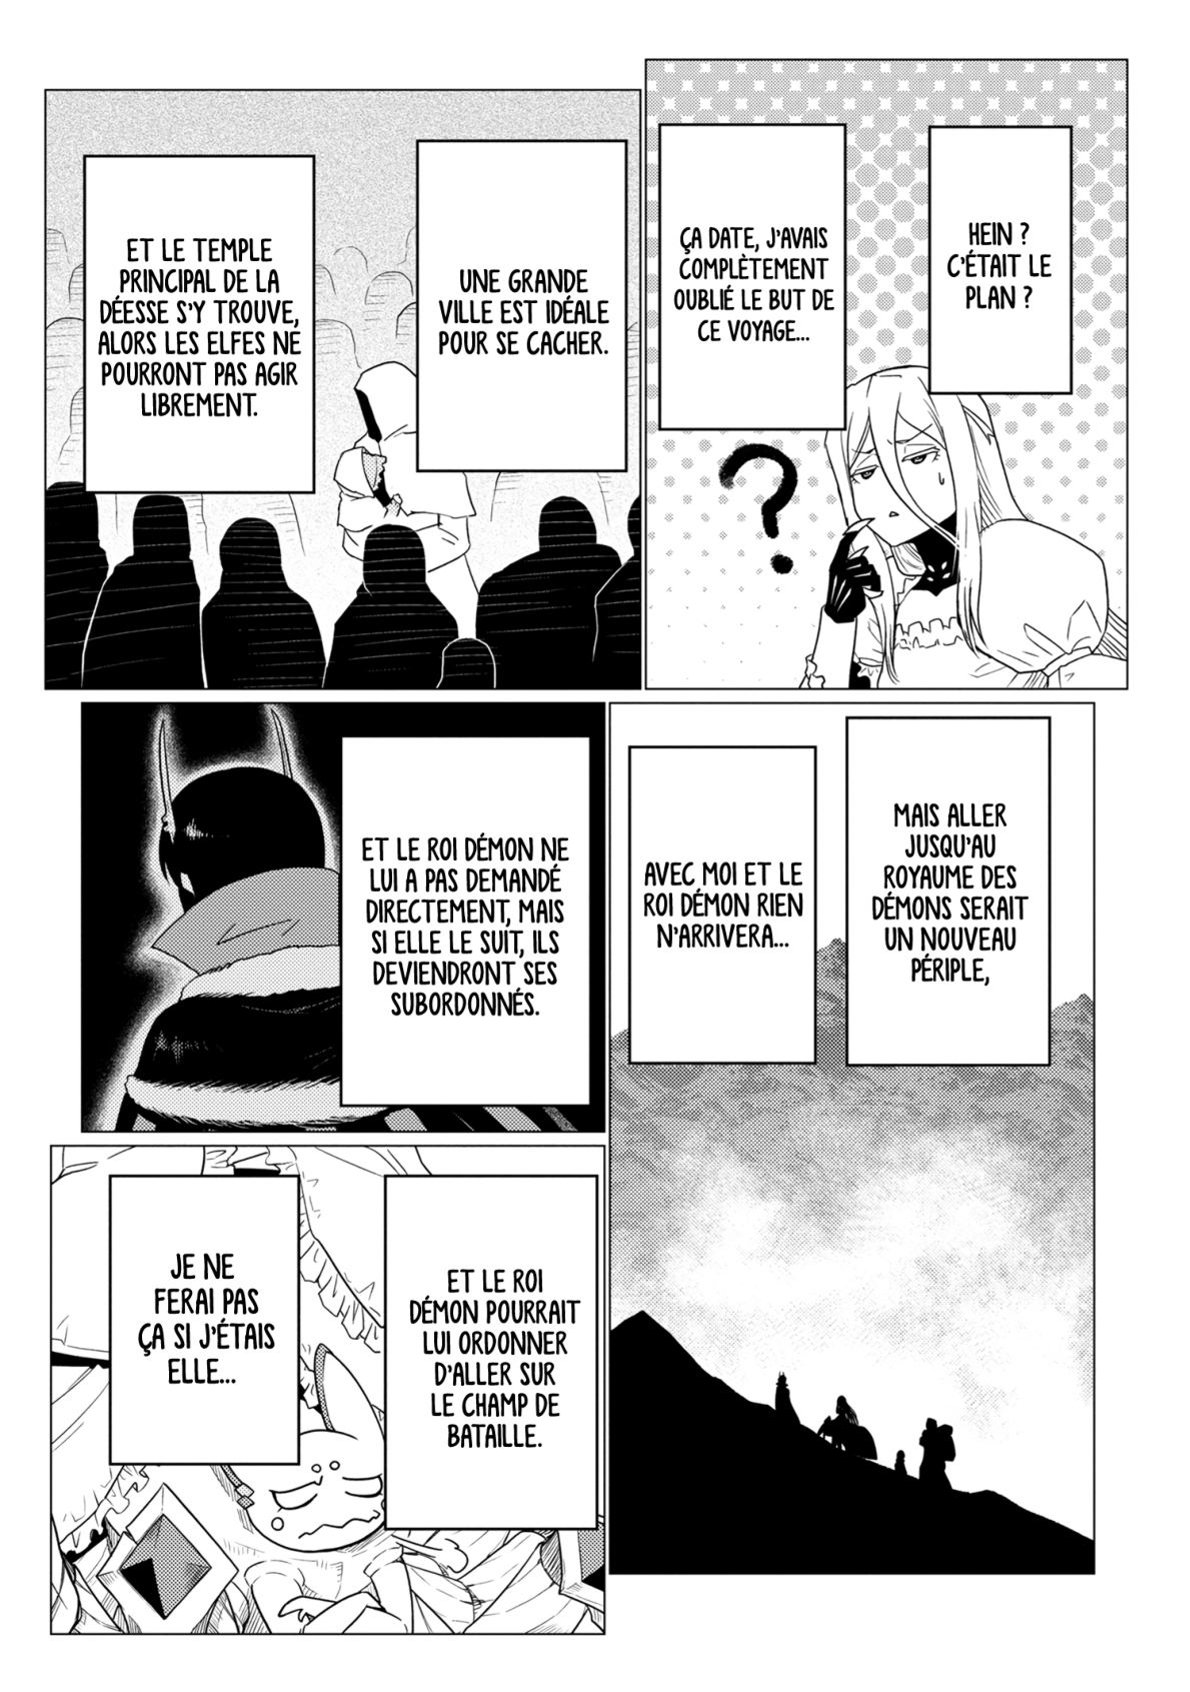 HEIN ?
C'ÉTAIT LE
PLAN ?
ÇA DATE, J'AVAIS
COMPLÈTEMENT
OUBLIÉ LE BUT DE
CE VOYAGE...
UNE GRANDE
VILLE EST IDÉALE
POUR SE CACHER.
ET LE TEMPLE
PRINCIPAL DE LA
DÉESSE S'Y TROUVE,
ALORS LES ELFES NE
POURRONT PAS AGIR
LIBREMENT.
MAIS ALLER
JUSQU'AU
ROYAUME DES
DÉMONS SERAIT
UN NOUVEAU
PÉRIPLE,
AVEC MOI ET LE
ROI DÉMON RIEN
N'ARRIVERA...
ET LE ROI DÉMON NE
LUI A PAS DEMANDÉ
DIRECTEMENT, MAIS
SI ELLE LE SUIT, ILS
DEVIENDRONT SES
SUBORDONNÉS.
ET LE ROI
DÉMON POURRAIT
LUI ORDONNER
D'ALLER SUR
LE CHAMP DE
BATAILLE.
JE NE
FERAI PAS
ÇA SI J'ÉTAIS
ELLE...